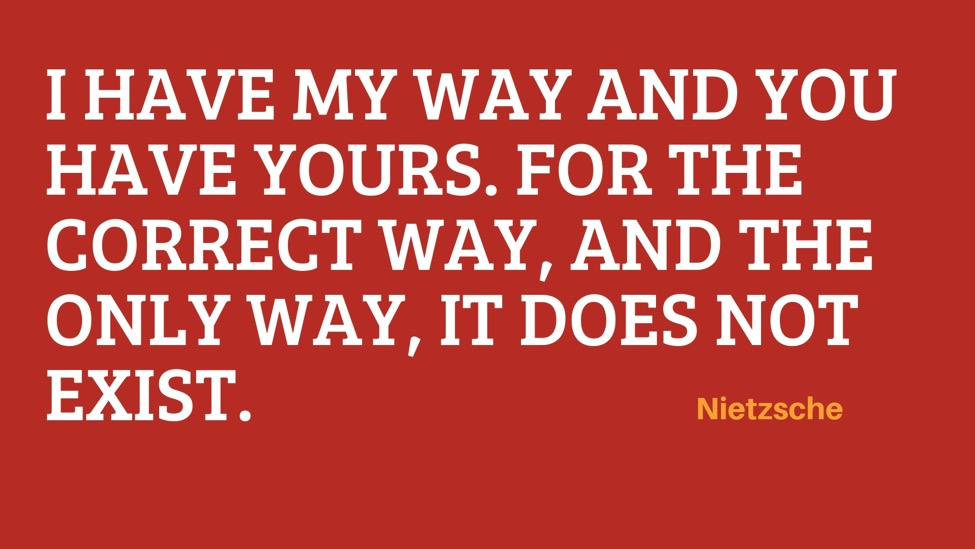 I HAVE MY WAY AND YOU
HAVE YOURS. FOR THE
CORRECT WAY, AND THE
ONLY WAY, IT DOES NOT
EXIST.
Nietzsche